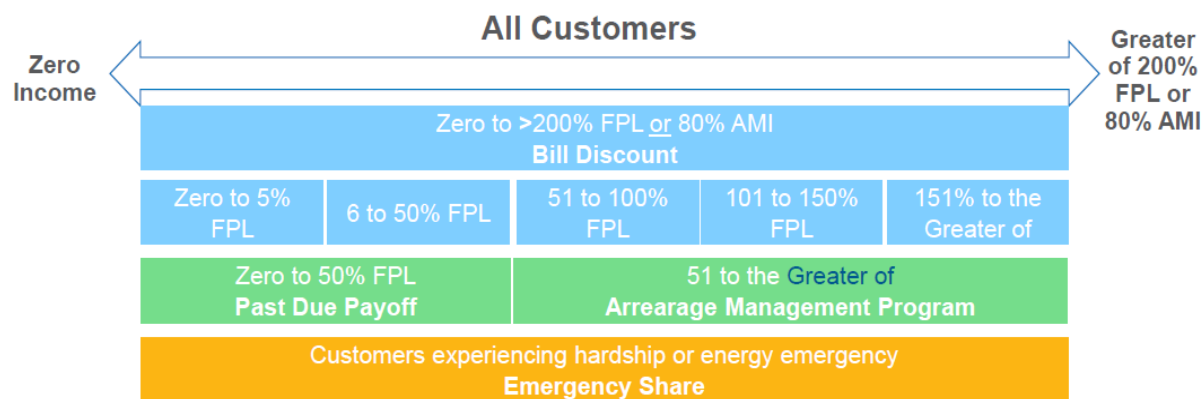 All Customers
Zero
Income
Greater
of 200%
FPL or
80% AMI
Zero to >200% FPL or 80% AMI
Bill Discount
Zero to 5%
FPL
6 to 50% FPL
51 to 100%
FPL
101 to 150%
FPL
151% to the
Greater of
Zero to 50% FPL
Past Due Payoff
51 to the Greater of
Arrearage Management Program
Customers experiencing hardship or energy emergency
Emergency Share